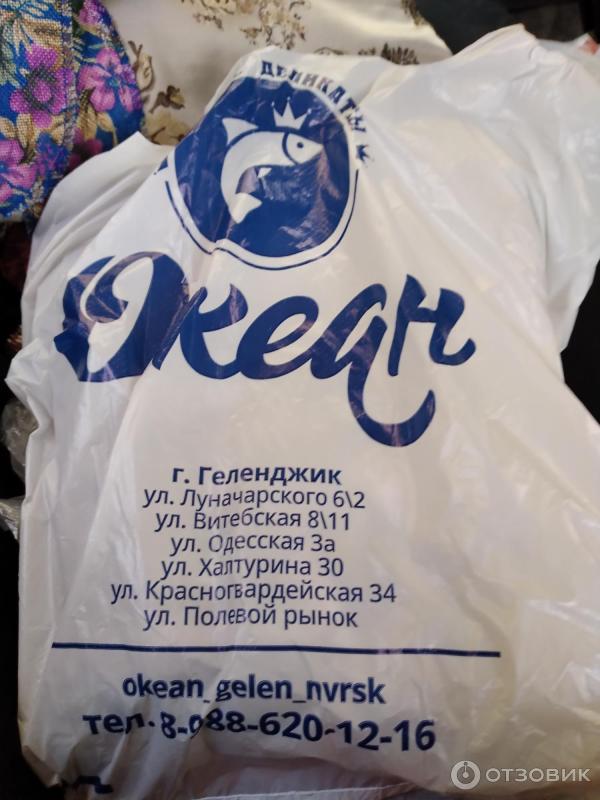 ДЕЛИКАТЫ
Океан
г. Геленджик
ул. Луначарского 6\2
ул. Витебская 8\11
ул. Одесская 3а
ул. Халтурина 30
ул. Красногвардейская 34
ул. Полевой рынок
okean_gelen_nvrsk
тел. 8-988-620-12-16
ОТЗОВИК